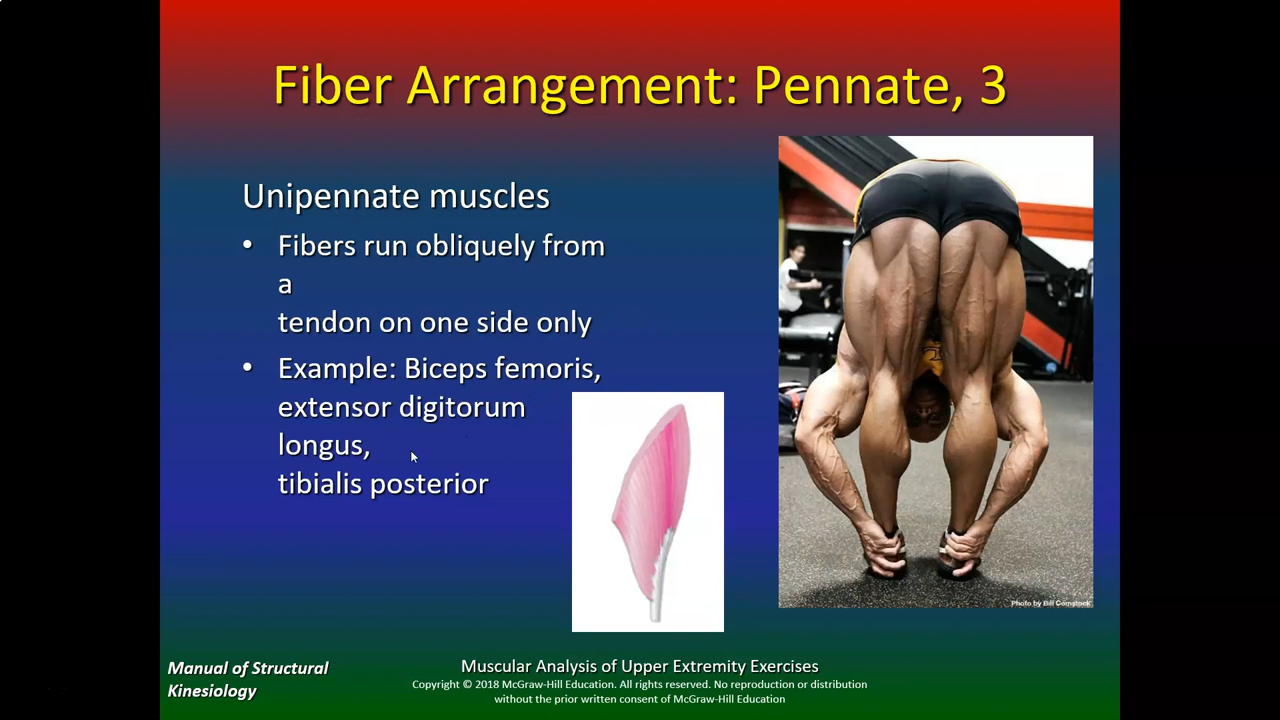 Fiber Arrangement: Pennate, 3
Unipennate muscles
• Fibers run obliquely from
a
tendon on one side only
• Example: Biceps femoris,
extensor digitorum
longus,
tibialis posterior
Photo by Bill Comstock
Manual of Structural
Kinesiology
Muscular Analysis of Upper Extremity Exercises
Copyright © 2018 McGraw-Hill Education. All rights reserved. No reproduction or distribution
without the prior written consent of McGraw-Hill Education